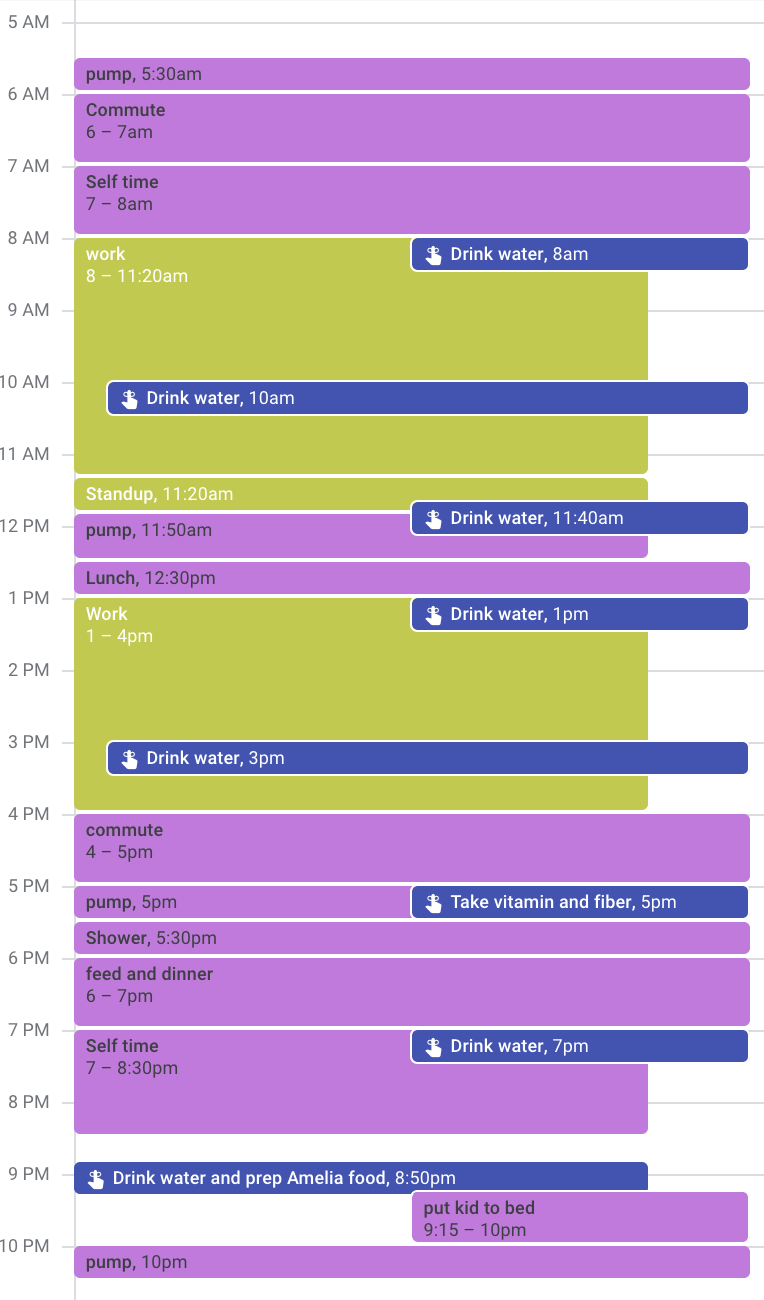 5 AM
pump, 5:30am
6 AM
Commute
6 – 7am
7 AM
Self time
7 – 8am
8 AM
work
8 – 11:20am
Drink water, 8am
9 AM
10 AM
Drink water, 10am
11 AM
Standup, 11:20am
Drink water, 11:40am
12 PM
pump, 11:50am
Lunch, 12:30pm
1 PM
Work
1 – 4pm
Drink water, 1pm
2 PM
3 PM
Drink water, 3pm
4 PM
commute
4 – 5pm
5 PM
pump, 5pm
Take vitamin and fiber, 5pm
Shower, 5:30pm
6 PM
feed and dinner
6 – 7pm
7 PM
Self time
7 – 8:30pm
Drink water, 7pm
8 PM
9 PM
Drink water and prep Amelia food, 8:50pm
put kid to bed
9:15 – 10pm
10 PM
pump, 10pm